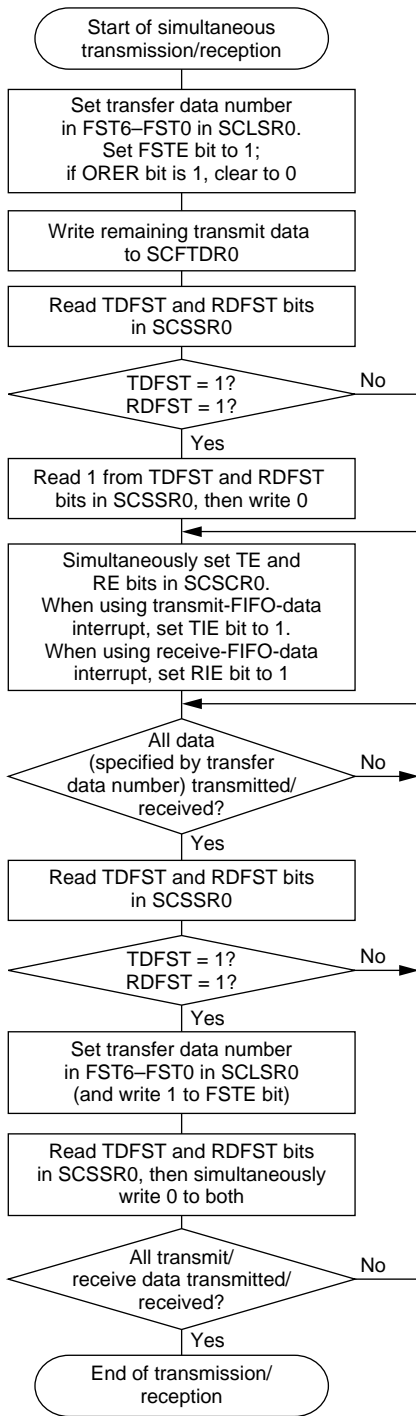 Start of simultaneous
transmission/reception
Set transfer data number
in FST6–FST0 in SCLSR0.
Set FSTE bit to 1;
if ORER bit is 1, clear to 0
Write remaining transmit data
to SCFTDR0
Read TDFST and RDFST bits
in SCSSR0
TDFST = 1?
RDFST = 1?
No
Yes
Read 1 from TDFST and RDFST
bits in SCSSR0, then write 0
Simultaneously set TE and
RE bits in SCSCR0.
When using transmit-FIFO-data
interrupt, set TIE bit to 1.
When using receive-FIFO-data
interrupt, set RIE bit to 1
All data
(specified by transfer
data number) transmitted/
received?
No
Yes
Read TDFST and RDFST bits
in SCSSR0
TDFST = 1?
RDFST = 1?
No
Yes
Set transfer data number
in FST6–FST0 in SCLSR0
(and write 1 to FSTE bit)
Read TDFST and RDFST bits
in SCSSR0, then simultaneously
write 0 to both
All transmit/
receive data transmitted/
received?
No
Yes
End of transmission/
reception